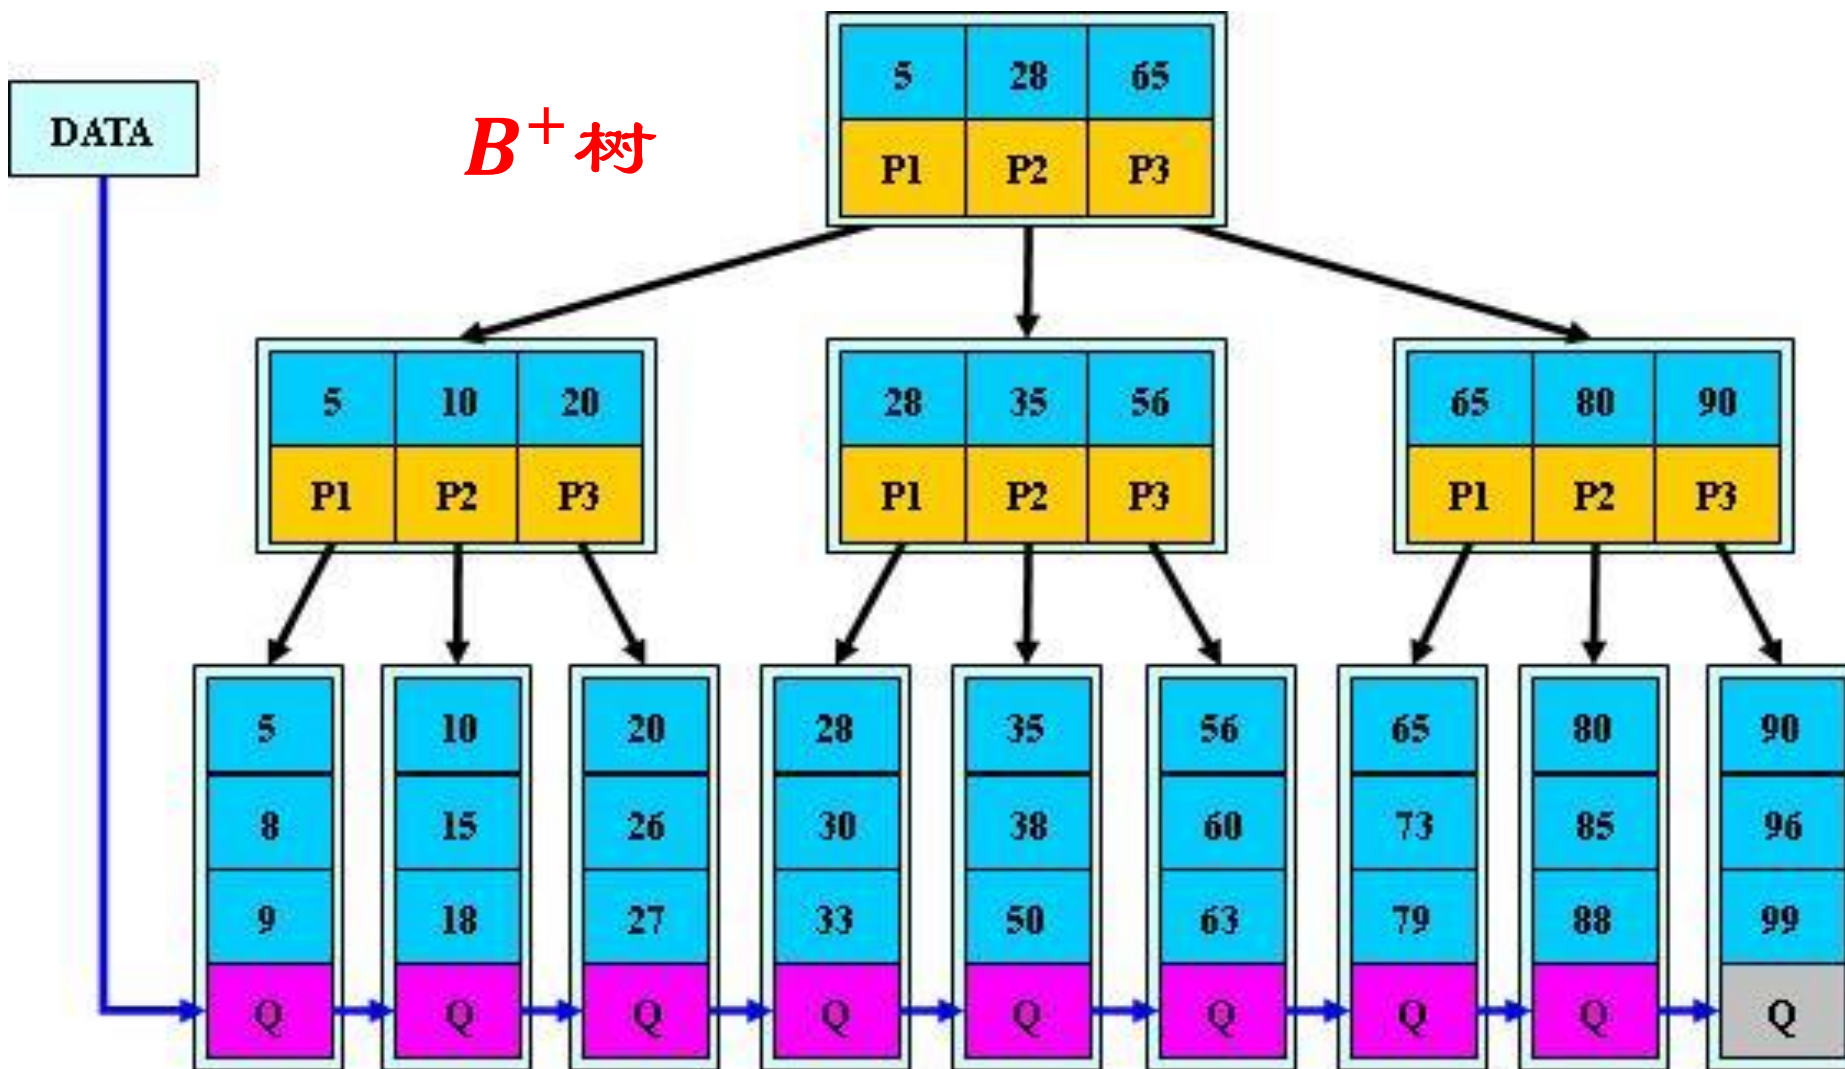 5 28 65
DATA
B+树
P1 P2 P3
5 10 20
28 35 56
65 80 90
P1 P2 P3
P1 P2 P3
P1 P2 P3
5 10 20 28 35 56 65 80 90
8 15 26 30 38 60 73 85 96
9 18 27 33 50 63 79 88 99
Q Q Q Q Q Q Q Q Q